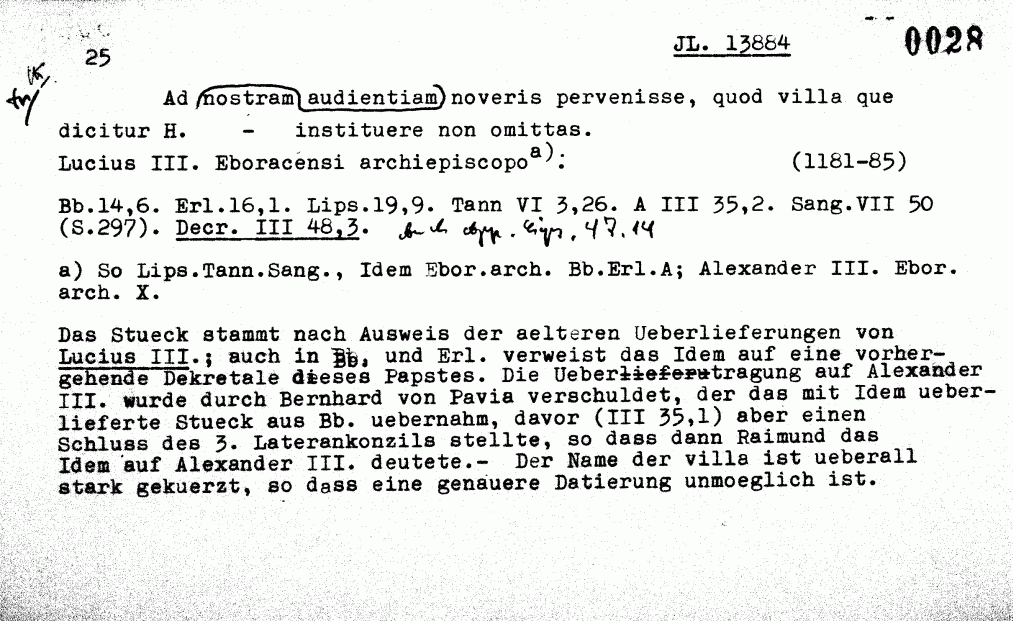 25
JL. 13884
0028
Ad nostram audientiam noveris pervenisse, quod villa que
dicitur H. - instituere non omittas.
Lucius III. Eboracensi archiepiscopo a): (1181-85)
Bb.14,6. Erl.16,1. Lips.19,9. Tann VI 3,26. A III 35,2. Sang.VII 50
(S.297). Decr. III 48,3. 47.14
a) So Lips.Tann.Sang., Idem Ebor.arch. Bb.Erl.A; Alexander III. Ebor.
arch. X.
Das Stueck stammt nach Ausweis der aelteren Ueberlieferungen von
Lucius III.; auch in Bb. und Erl. verweist das Idem auf eine vorher-
gehende Dekretale dieses Papstes. Die Ueberlieferutragung auf Alexander
III. wurde durch Bernhard von Pavia verschuldet, der das mit Idem ueber-
lieferte Stueck aus Bb. uebernahm, davor (III 35,1) aber einen
Schluss des 3. Laterankonzils stellte, so dass dann Raimund das
Idem auf Alexander III. deutete.- Der Name der villa ist ueberall
stark gekuerzt, so dass eine genauere Datierung unmoeglich ist.